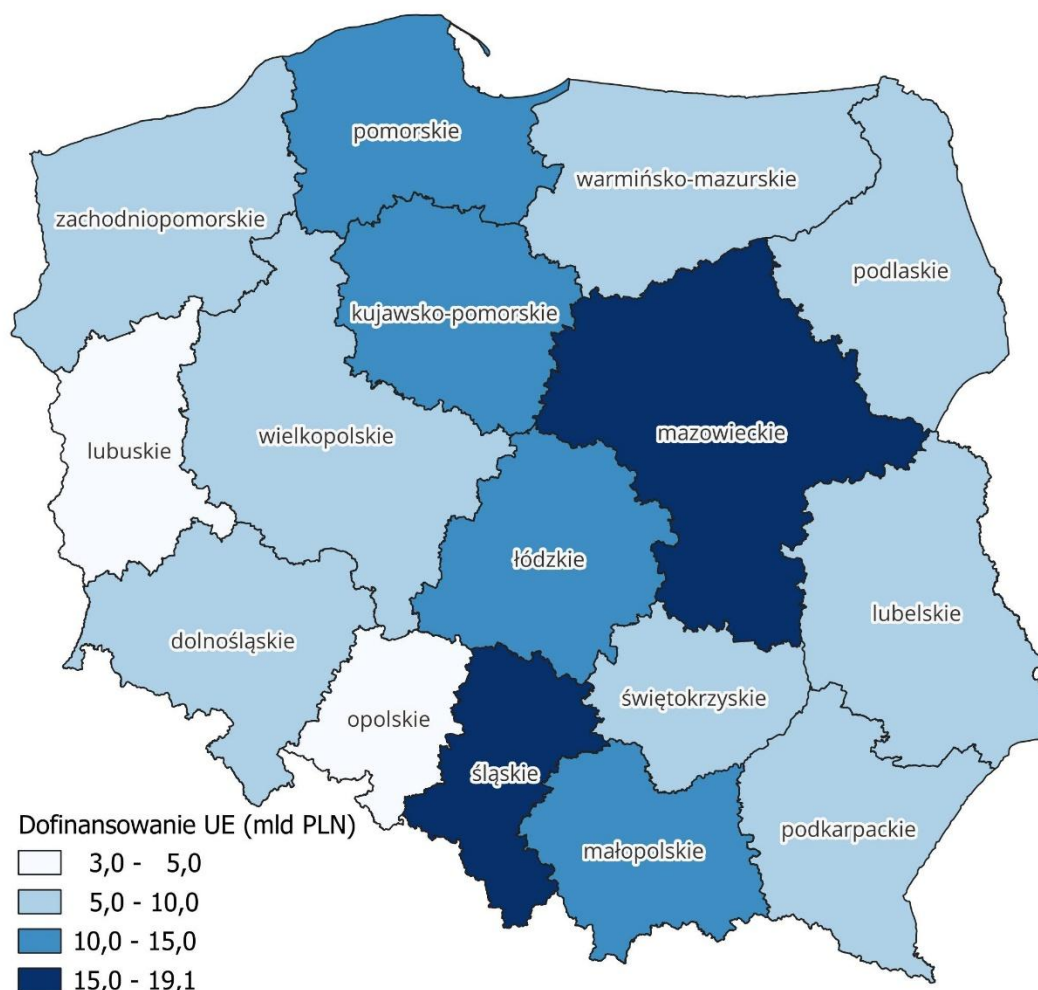 pomorskie
warmińsko-mazurskie
zachodniopomorskie
podlaskie
kujawsko-pomorskie
wielkopolskie
mazowieckie
lubuskie
łódzkie
lubelskie
dolnośląskie
świętokrzyskie
opolskie
śląskie
podkarpackie
małopolskie
Dofinansowanie UE (mld PLN)
3,0 - 5,0
5,0 - 10,0
10,0 - 15,0
15,0 - 19,1